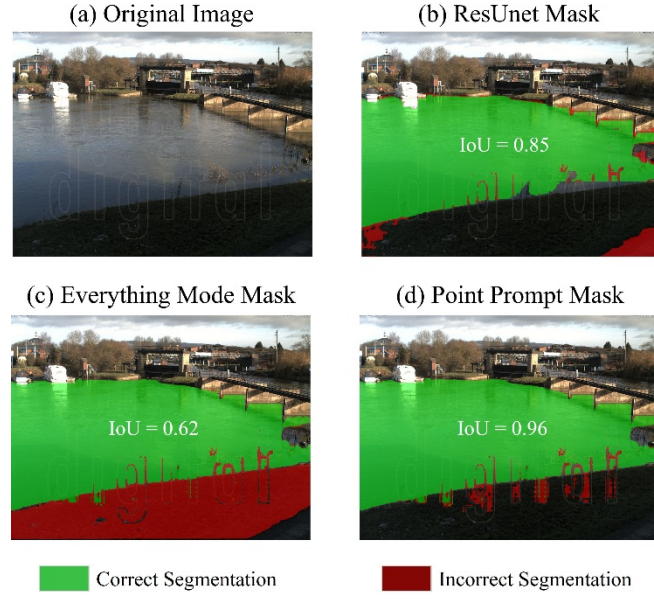 (a) Original Image
(b) ResUnet Mask
IoU = 0.85
(c) Everything Mode Mask
(d) Point Prompt Mask
IoU = 0.62
IoU = 0.96
Correct Segmentation
Incorrect Segmentation